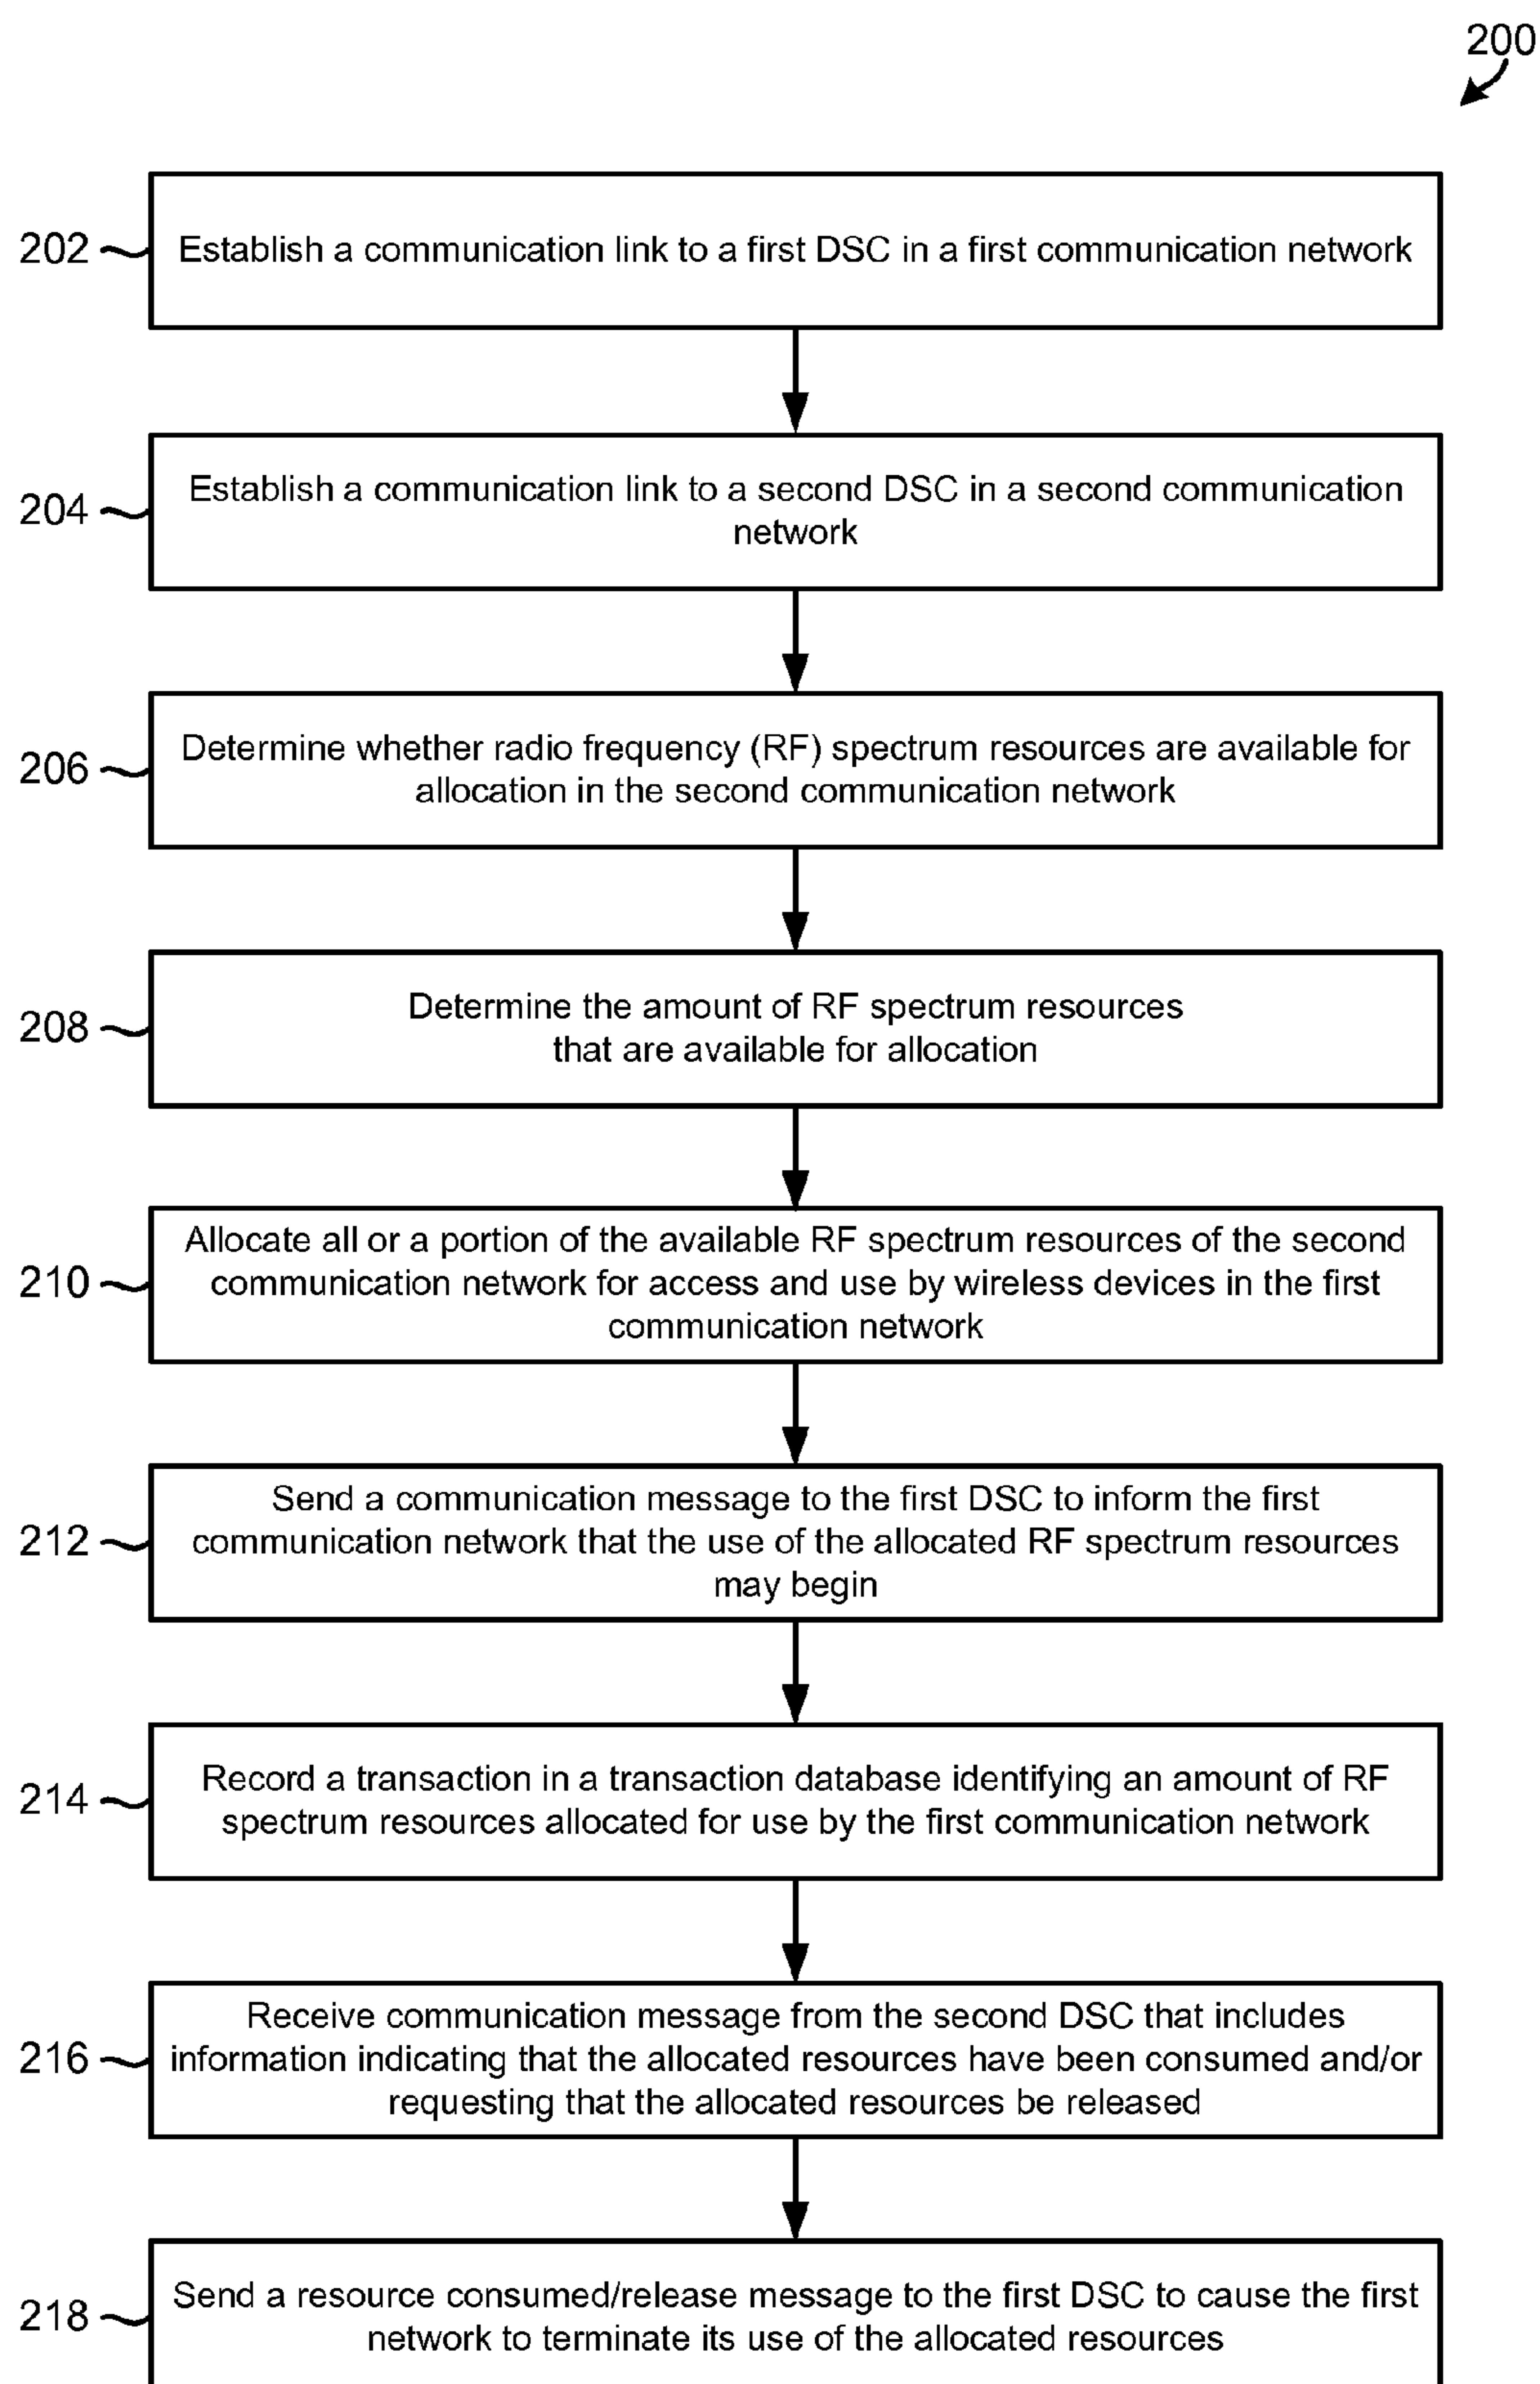 200
202
Establish a communication link to a first DSC in a first communication network
204
Establish a communication link to a second DSC in a second communication
network
206
Determine whether radio frequency (RF) spectrum resources are available for
allocation in the second communication network
208
Determine the amount of RF spectrum resources
that are available for allocation
210
Allocate all or a portion of the available RF spectrum resources of the second
communication network for access and use by wireless devices in the first
communication network
212
Send a communication message to the first DSC to inform the first
communication network that the use of the allocated RF spectrum resources
may begin
214
Record a transaction in a transaction database identifying an amount of RF
spectrum resources allocated for use by the first communication network
216
Receive communication message from the second DSC that includes
information indicating that the allocated resources have been consumed and/or
requesting that the allocated resources be released
218
Send a resource consumed/release message to the first DSC to cause the first
network to terminate its use of the allocated resources